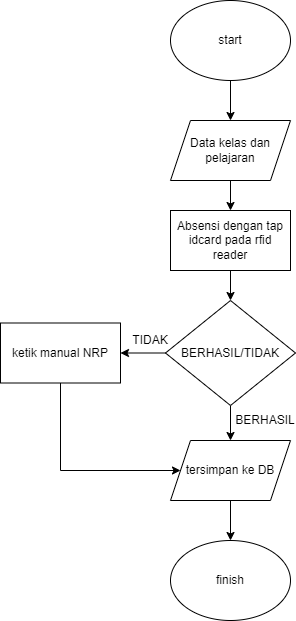 start
Data kelas dan
pelajaran
Absensi dengan tap
idcard pada rfid
reader
TIDAK
ketik manual NRP
BERHASIL/TIDAK
BERHASIL
tersimpan ke DB
finish